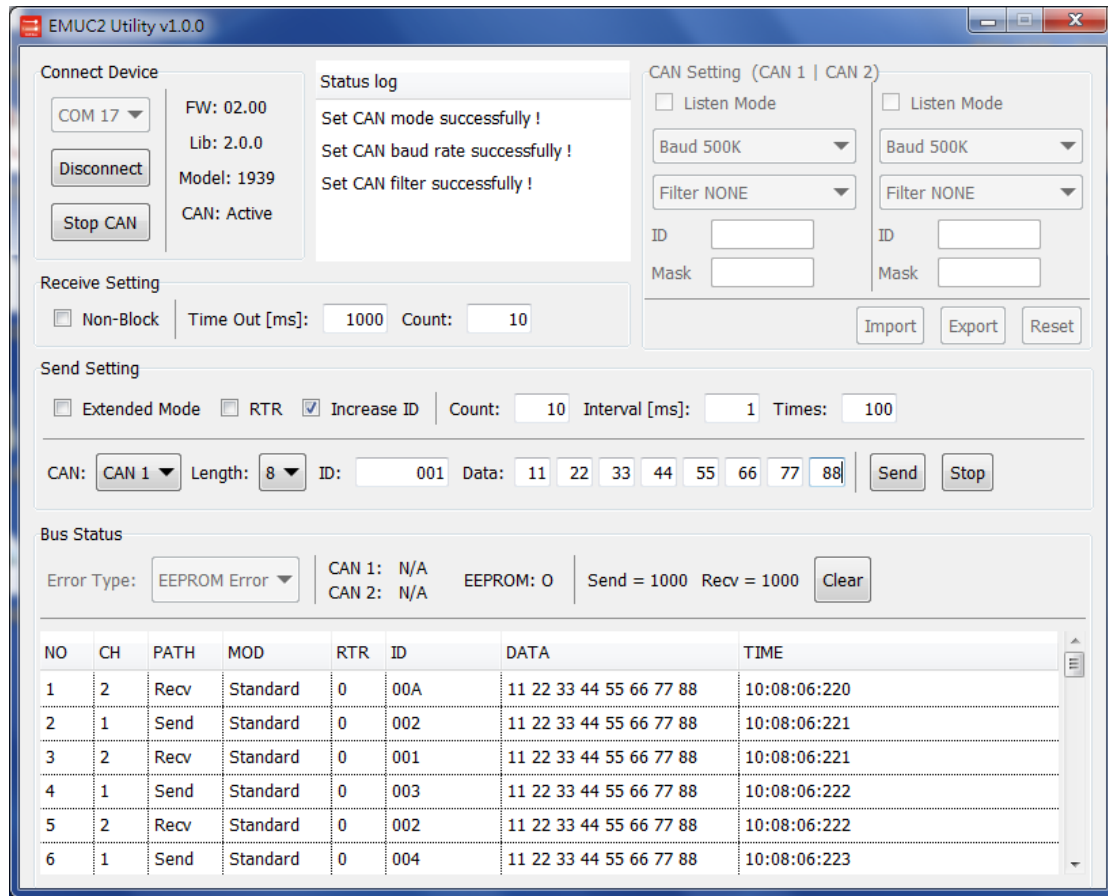 EMUC2 Utility v1.0.0
Connect Device
COM 17
Disconnect
Stop CAN
FW: 02.00
Lib: 2.0.0
Model: 1939
CAN: Active
Status log
Set CAN mode successfully !
Set CAN baud rate successfully !
Set CAN filter successfully !
CAN Setting (CAN 1 | CAN 2)
Listen Mode
Baud 500K
Filter NONE
ID
Mask
Listen Mode
Baud 500K
Filter NONE
ID
Mask
Import Export Reset
Receive Setting
Non-Block Time Out [ms]: 1000 Count: 10
Send Setting
Extended Mode RTR Increase ID Count: 10 Interval [ms]: 1 Times: 100
CAN: CAN 1 Length: 8 ID: 001 Data: 11 22 33 44 55 66 77 88 Send Stop
Bus Status
Error Type: EEPROM Error
CAN 1: N/A
CAN 2: N/A
EEPROM: O Send = 1000 Recv = 1000 Clear
NO CH PATH MOD RTR ID DATA TIME
1 2 Recv Standard 0 00A 11 22 33 44 55 66 77 88 10:08:06:220
2 1 Send Standard 0 002 11 22 33 44 55 66 77 88 10:08:06:221
3 2 Recv Standard 0 001 11 22 33 44 55 66 77 88 10:08:06:221
4 1 Send Standard 0 003 11 22 33 44 55 66 77 88 10:08:06:222
5 2 Recv Standard 0 002 11 22 33 44 55 66 77 88 10:08:06:222
6 1 Send Standard 0 004 11 22 33 44 55 66 77 88 10:08:06:223